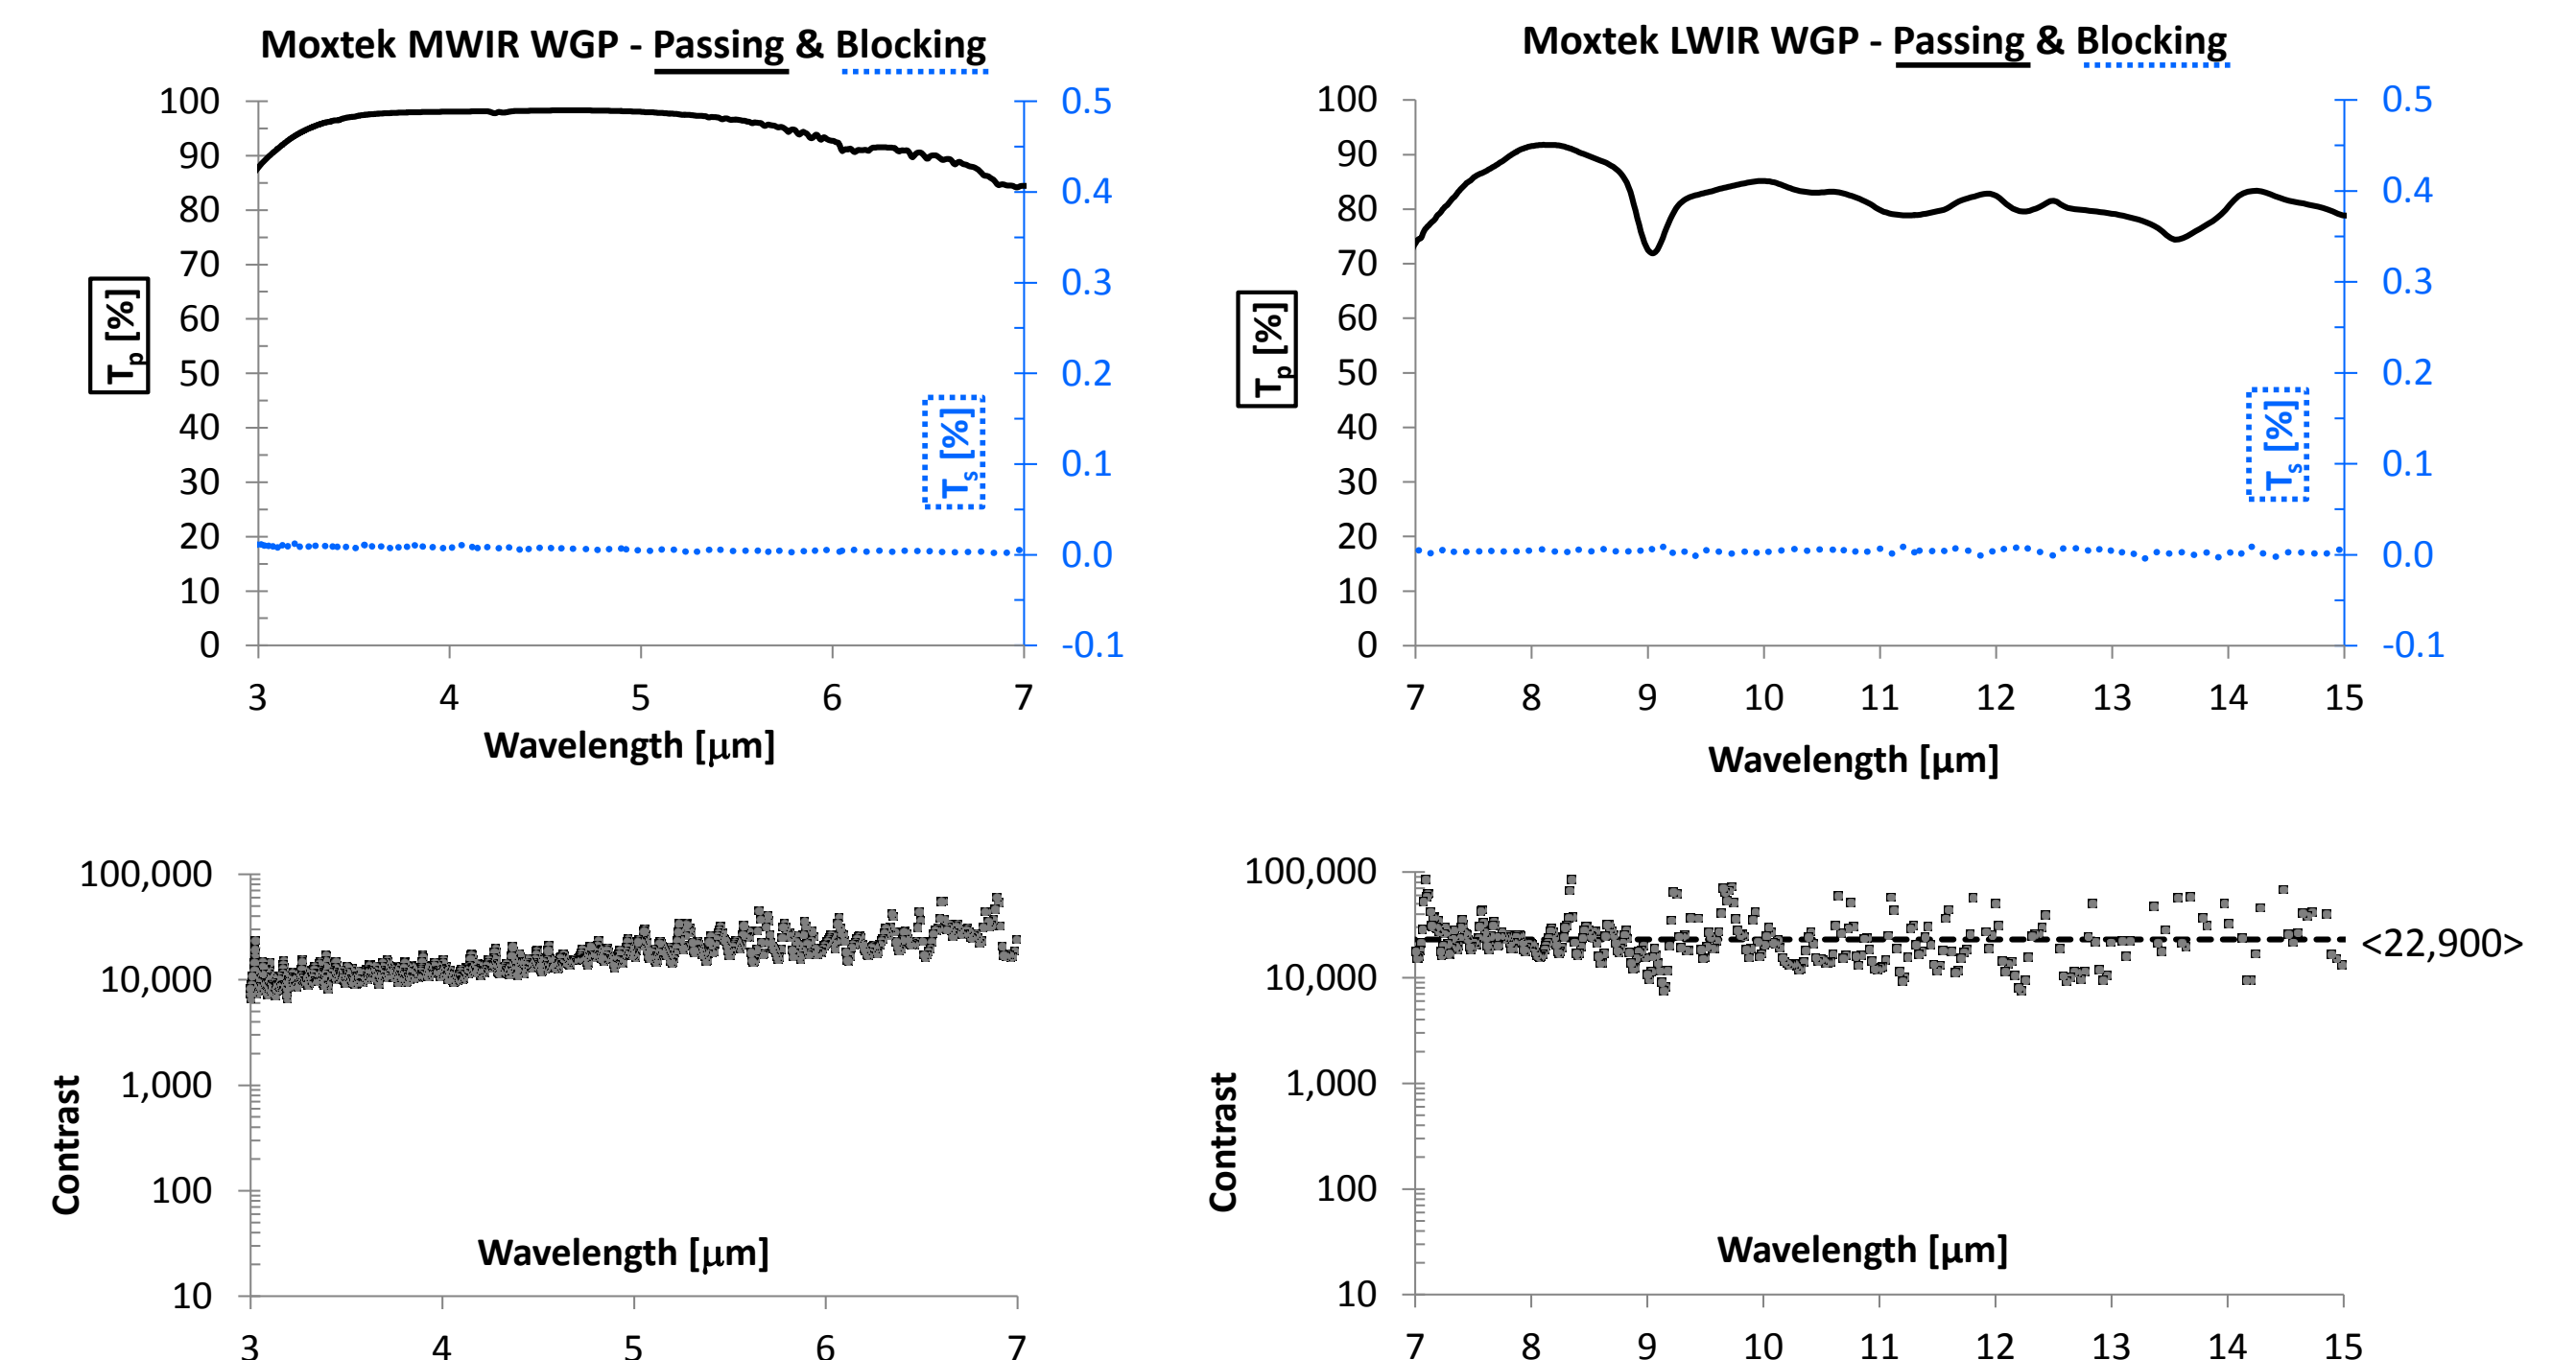 Moxtek MWIR WGP - Passing & Blocking
100
90
80
70
60
50
40
30
20
10
0
Tp [%]
0.5
0.4
0.3
0.2
0.1
0.0
-0.1
Ts [%]
3 4 5 6 7
Wavelength [μm]
Moxtek LWIR WGP - Passing & Blocking
100
90
80
70
60
50
40
30
20
10
0
Tp [%]
0.5
0.4
0.3
0.2
0.1
0.0
-0.1
Ts [%]
7 8 9 10 11 12 13 14 15
Wavelength [μm]
100,000
10,000
1,000
100
10
Contrast
Wavelength [μm]
3 4 5 6 7
100,000
10,000
1,000
100
10
Contrast
<22,900>
Wavelength [μm]
7 8 9 10 11 12 13 14 15